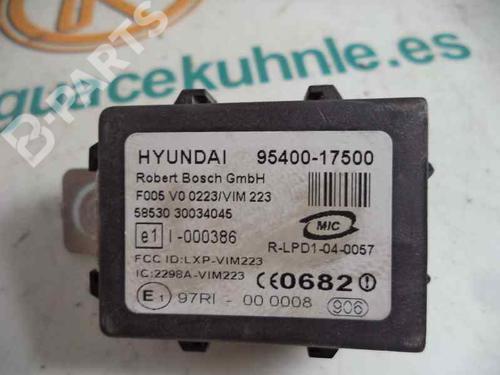 guacekuhnle.es
B-PARTS
HYUNDAI 95400-17500
Robert Bosch GmbH
F005 V0 0223/VIM 223
58530 30034045
e1 I-000386
MIC
R-LPD1-04-0057
FCC ID:LXP-VIM223
IC:2298A-VIM223
CE0682
E1 97RI - 00 0008
906